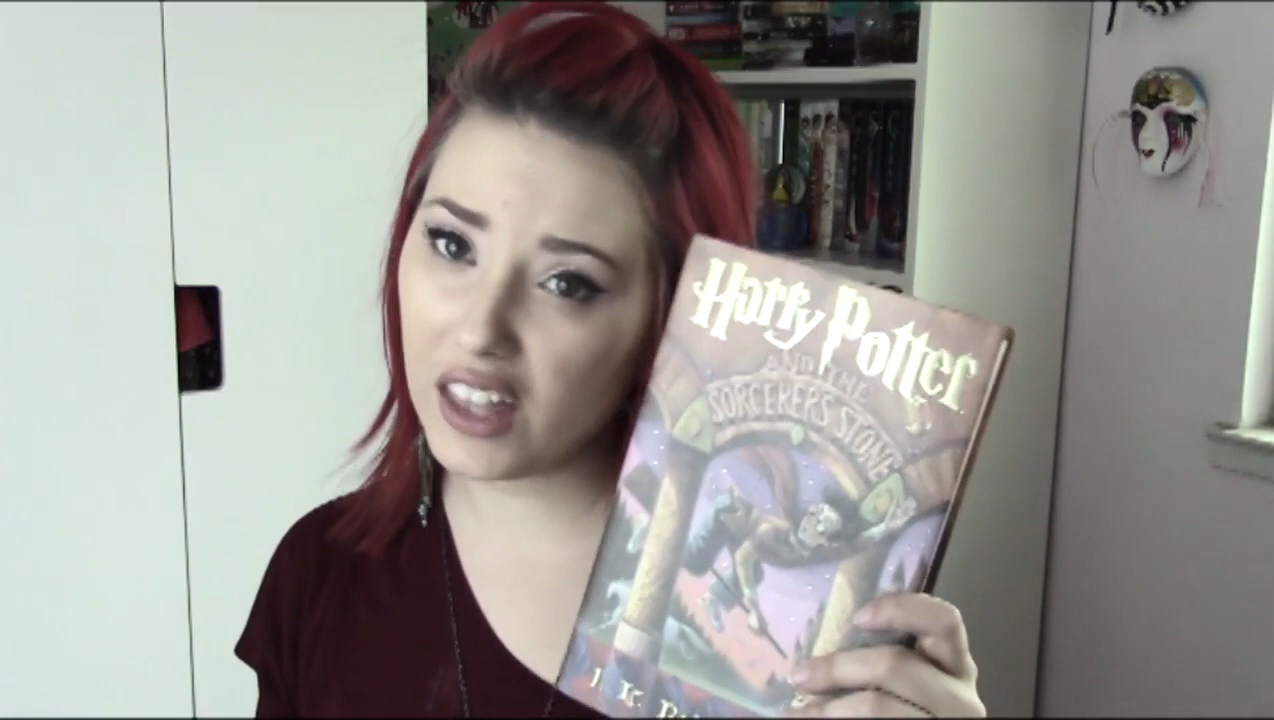 Harry Potter
AND THE
SORCERER'S STONE
J. K. R